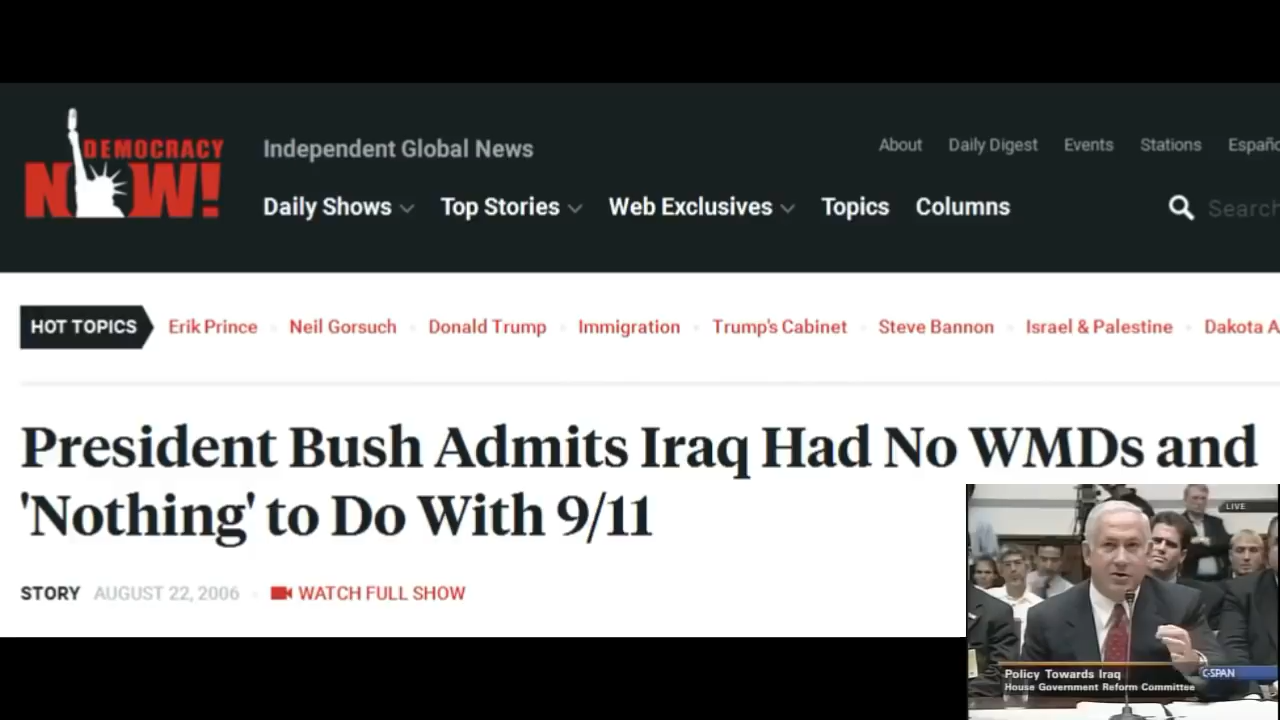 DEMOCRACY
NOW!
Independent Global News
About Daily Digest Events Stations Españo
Daily Shows Top Stories Web Exclusives Topics Columns
Search
HOT TOPICS Erik Prince Neil Gorsuch Donald Trump Immigration Trump's Cabinet Steve Bannon Israel & Palestine Dakota A
President Bush Admits Iraq Had No WMDs and
'Nothing' to Do With 9/11
STORY AUGUST 22, 2006 WATCH FULL SHOW
LIVE
Policy Towards Iraq
C-SPAN
House Government Reform Committee